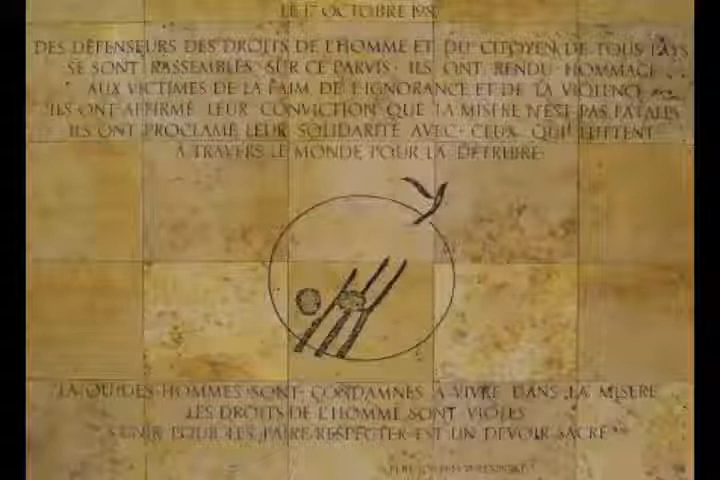 LE 17 OCTOBRE 198
DES DÉFENSEURS DES DROITS DE L'HOMME ET DU CITOYEN DE TOUS PAYS
SE SONT RASSEMBLÉS SUR CE PARVIS. ILS ONT RENDU HOMMAGE
AUX VICTIMES DE LA FAIM, DE L'IGNORANCE ET DE LA VIOLENCE
ILS ONT AFFIRMÉ LEUR CONVICTION QUE LA MISÈRE N'EST PAS FATALE
ILS ONT PROCLAMÉ LEUR SOLIDARITÉ AVEC CEUX QUI LUTTENT
À TRAVERS LE MONDE POUR LA DÉTRUIRE
LÀ OÙ DES HOMMES SONT CONDAMNÉS À VIVRE DANS LA MISÈRE
LES DROITS DE L'HOMME SONT VIOLÉS
S'UNIR POUR LES FAIRE RESPECTER EST UN DEVOIR SACRÉ